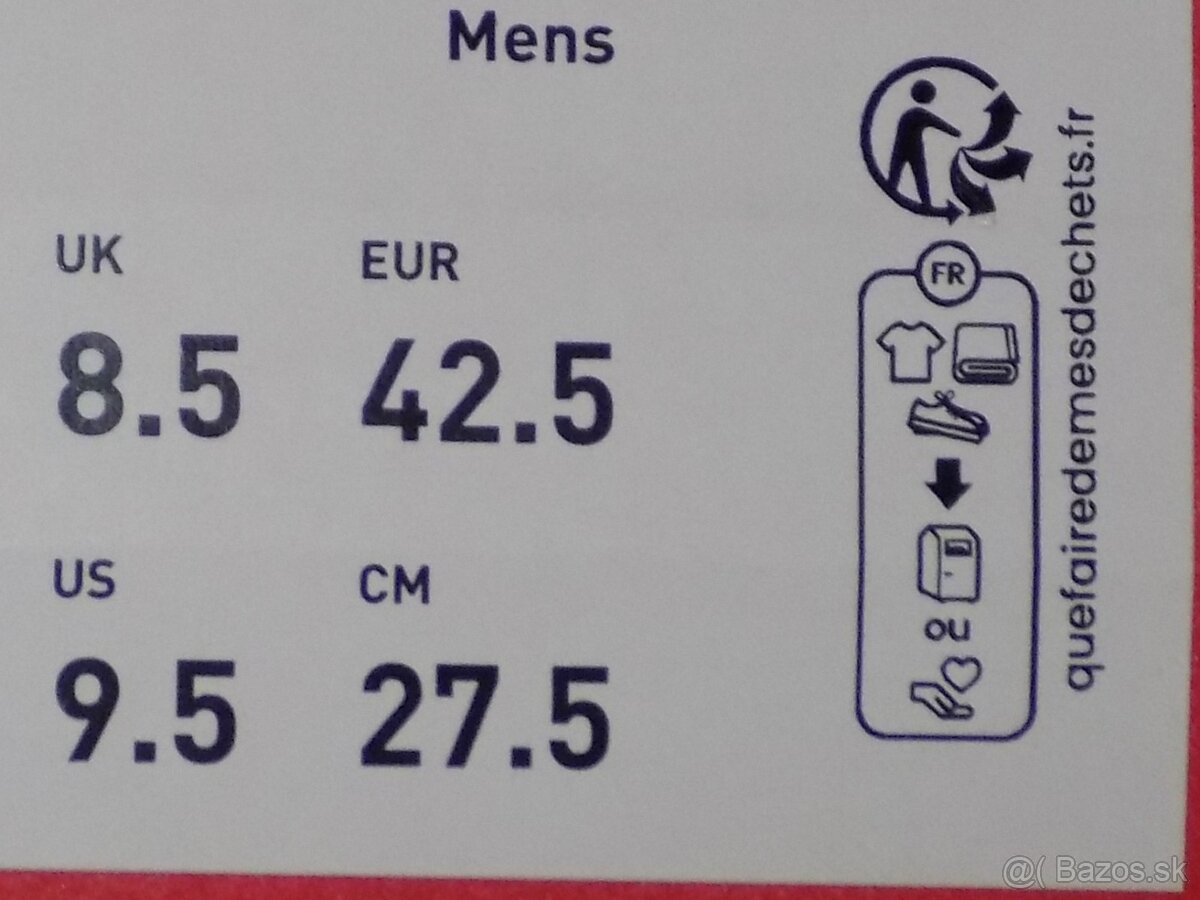 Mens
UK EUR
8.5 42.5
US CM
9.5 27.5
FR
OU
quefairedemesdechets.fr
@( Bazos.sk